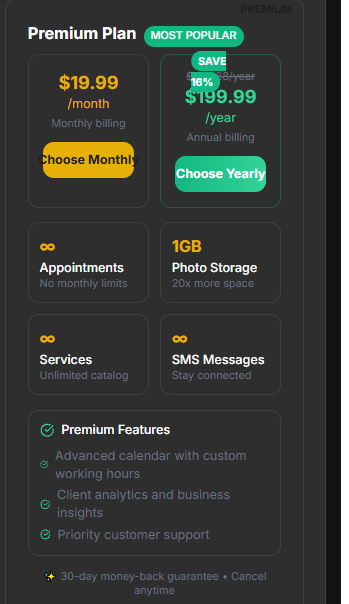 PREMIUM
Premium Plan
MOST POPULAR
$19.99
/month
Monthly billing
Choose Monthly
SAVE
16%
/year
$199.99
/year
Annual billing
Choose Yearly
∞
Appointments
No monthly limits
1GB
Photo Storage
20x more space
∞
Services
Unlimited catalog
∞
SMS Messages
Stay connected
Premium Features
Advanced calendar with custom
working hours
Client analytics and business
insights
Priority customer support
✨ 30-day money-back guarantee • Cancel
anytime